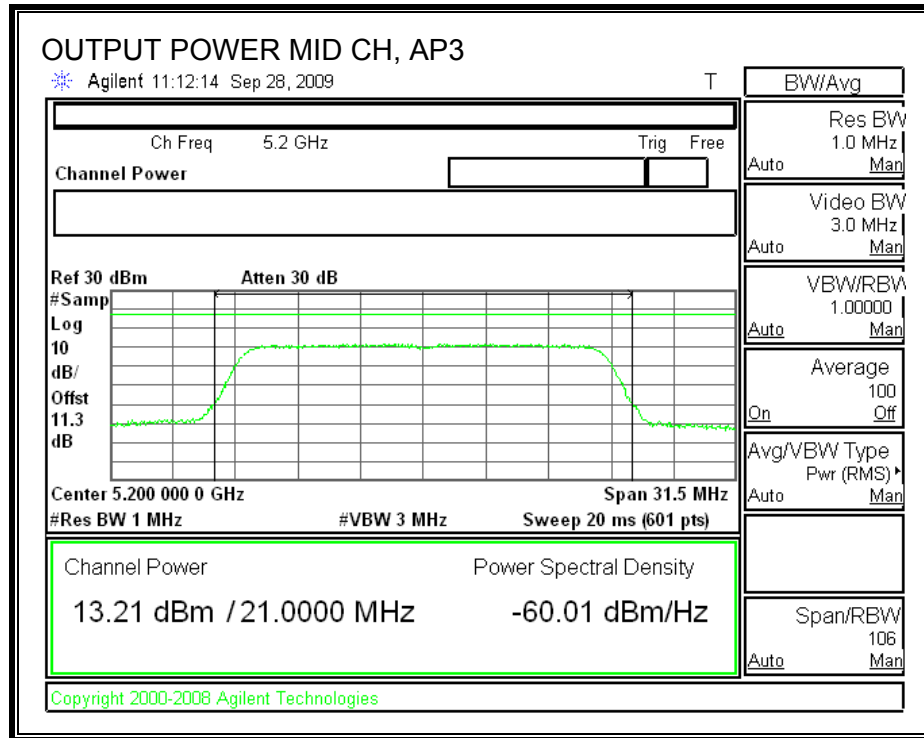 OUTPUT POWER MID CH, AP3
Agilent 11:12:14 Sep 28, 2009 T
BW/Avg
Ch Freq 5.2 GHz Trig Free
Channel Power
Res BW
1.0 MHz
Auto Man
Video BW
3.0 MHz
Auto Man
Ref 30 dBm Atten 30 dB
#Samp
Log
10
dB/
Offst
11.3
dB
VBW/RBW
1.00000
Auto Man
Average
100
On Off
Avg/VBW Type
Pwr (RMS)
Auto Man
Center 5.200 000 0 GHz Span 31.5 MHz
#Res BW 1 MHz #VBW 3 MHz Sweep 20 ms (601 pts)
Channel Power Power Spectral Density
13.21 dBm / 21.0000 MHz -60.01 dBm/Hz
Span/RBW
106
Auto Man
Copyright 2000-2008 Agilent Technologies